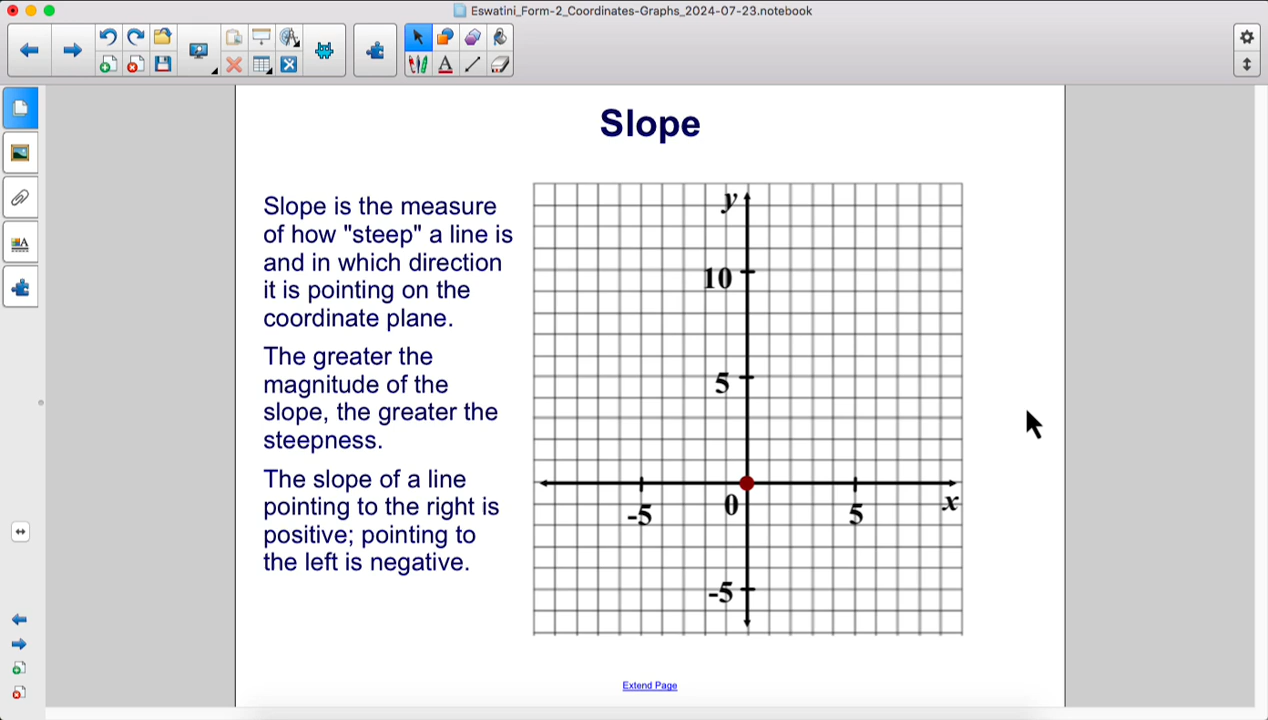 Eswatini_Form-2_Coordinates-Graphs_2024-07-23.notebook
Slope
Slope is the measure
of how "steep" a line is
and in which direction
it is pointing on the
coordinate plane.
The greater the
magnitude of the
slope, the greater the
steepness.
The slope of a line
pointing to the right is
positive; pointing to
the left is negative.
y
10
5
-5
0
5
x
-5
Extend Page